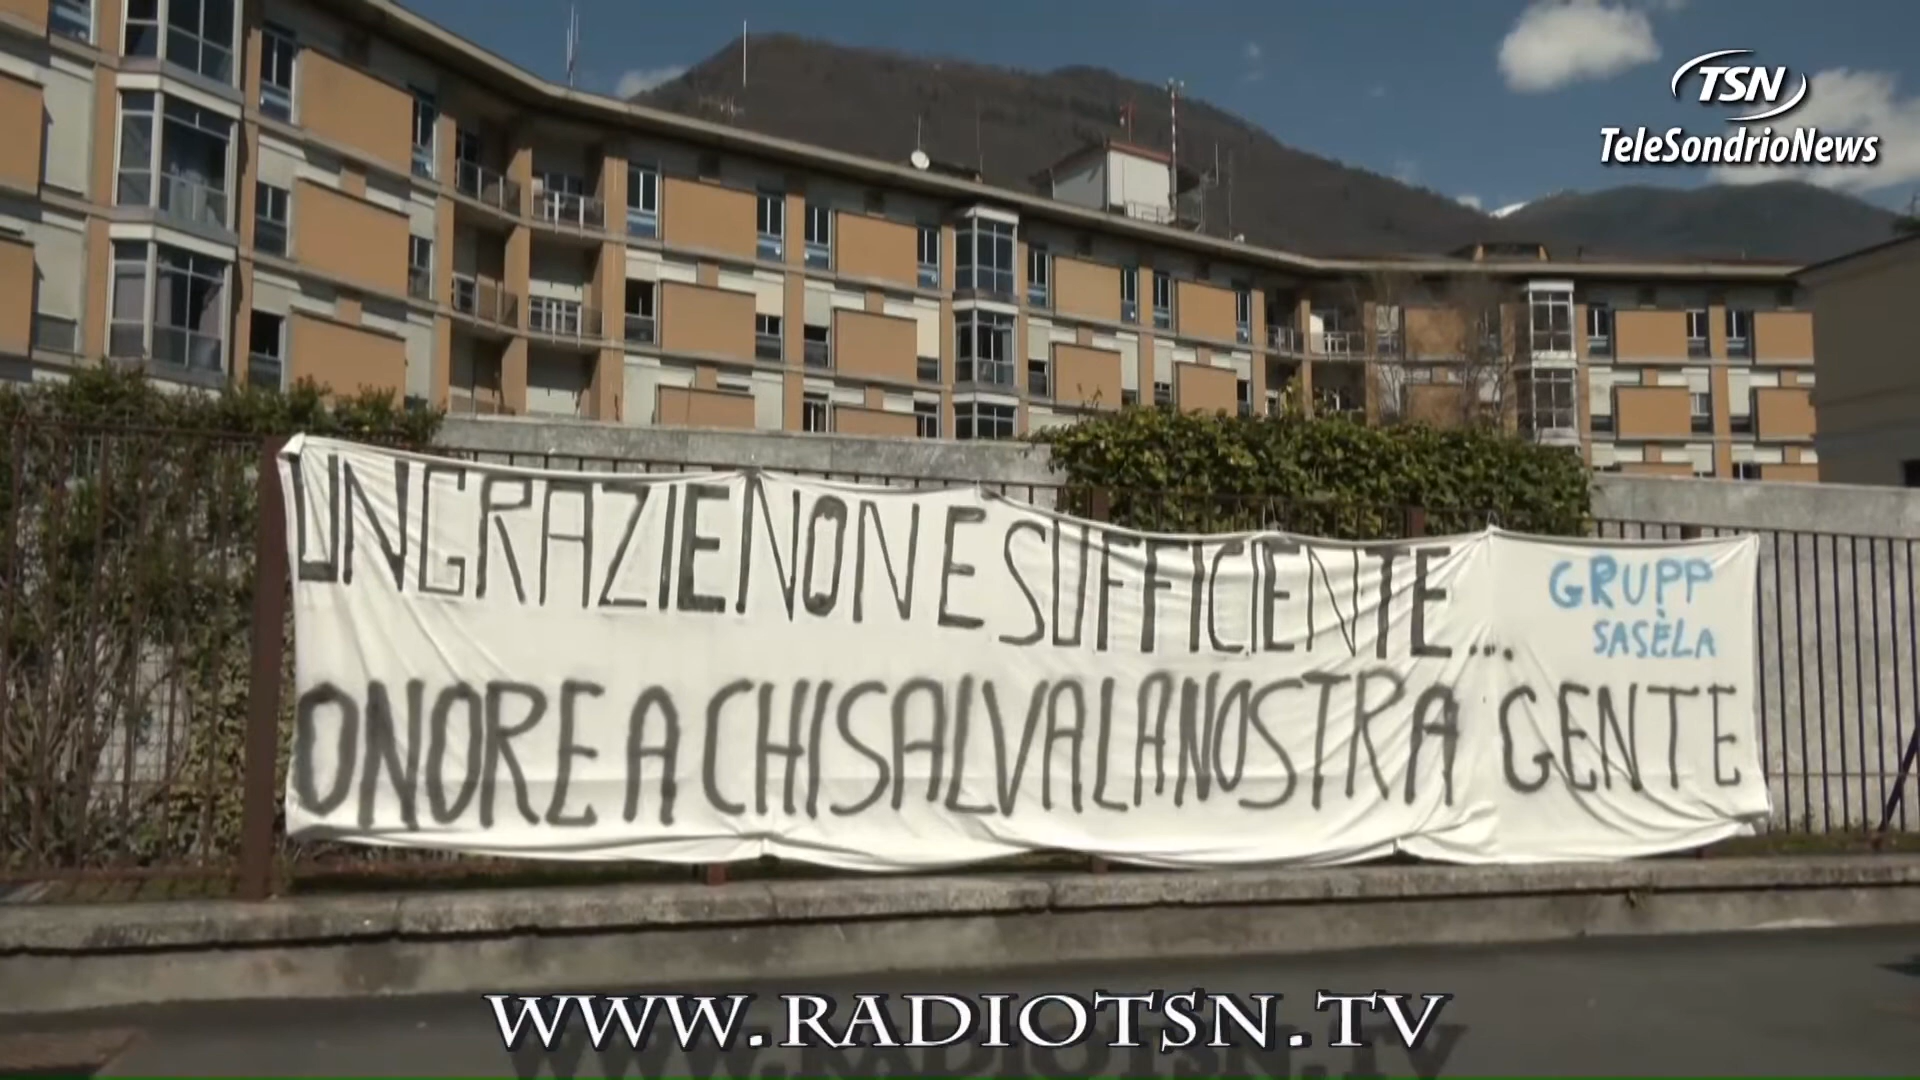 TSN
TeleSondrioNews
UN GRAZIE NON E SUFFICIENTE...
GRUPP
SASÈLA
ONORE A CHI SALVA LA NOSTRA GENTE
WWW.RADIOTSN.TV